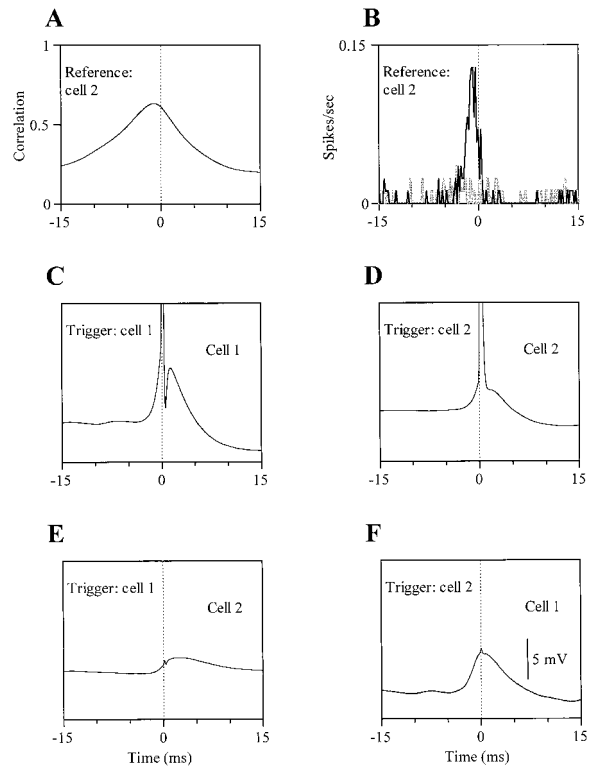 A
1
Reference:
cell 2
Correlation
0.5
0
-15
0
15
B
0.15
Reference:
cell 2
Spikes/sec
0
-15
0
15
C
Trigger: cell 1
Cell 1
-15
0
15
D
Trigger: cell 2
Cell 2
-15
0
15
E
Trigger: cell 1
Cell 2
-15
0
15
Time (ms)
F
Trigger: cell 2
Cell 1
5 mV
-15
0
15
Time (ms)